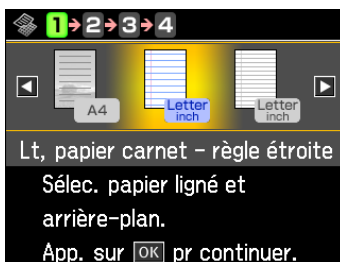 1 2 3 4
A4 Letter inch Letter inch
Lt, papier carnet - règle étroite
Sélec. papier ligné et
arrière-plan.
App. sur OK pr continuer.